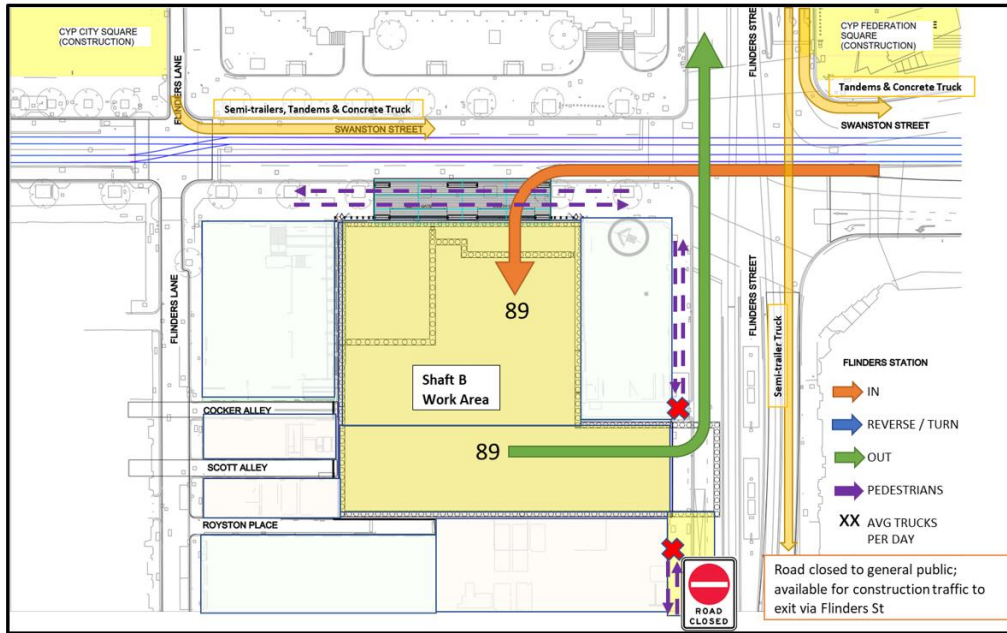 CYP CITY SQUARE
(CONSTRUCTION)
FLINDERS LANE
Semi-trailers, Tandems & Concrete Truck
SWANSTON STREET
FLINDERS STREET
CYP FEDERATION
SQUARE
(CONSTRUCTION)
Tandems & Concrete Truck
SWANSTON STREET
89
FLINDERS LANE
FLINDERS STREET
Semi-trailer Truck
Shaft B
Work Area
COCKER ALLEY
89
SCOTT ALLEY
ROYSTON PLACE
FLINDERS STATION
IN
REVERSE / TURN
OUT
PEDESTRIANS
XX AVG TRUCKS
PER DAY
ROAD
CLOSED
Road closed to general public;
available for construction traffic to
exit via Flinders St